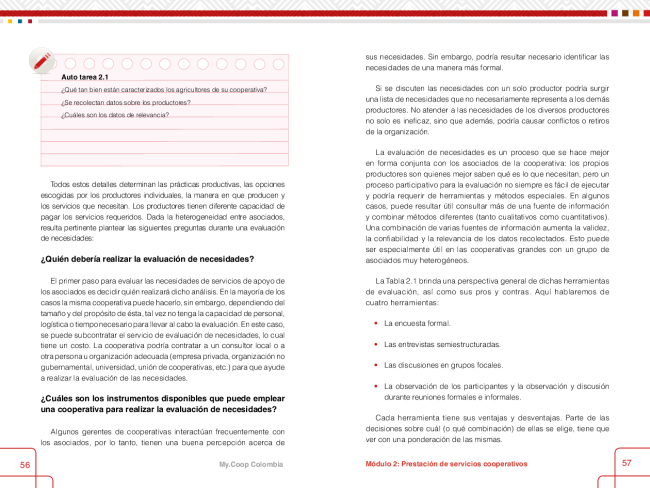 Auto tarea 2.1
¿Qué tan bien están caracterizados los agricultores de su cooperativa?
¿Se recolectan datos sobre los productores?
¿Cuáles son los datos de relevancia?
Todos estos detalles determinan las prácticas productivas, las opciones
escogidas por los productores individuales, la manera en que producen y
los servicios que necesitan. Los productores tienen diferente capacidad de
pagar los servicios requeridos. Dada la heterogeneidad entre asociados,
resulta pertinente plantear las siguientes preguntas durante una evaluación
de necesidades:
¿Quién debería realizar la evaluación de necesidades?
El primer paso para evaluar las necesidades de servicios de apoyo de
los asociados es decidir quién realizará dicho análisis. En la mayoría de los
casos la misma cooperativa puede hacerlo, sin embargo, dependiendo del
tamaño y del propósito de ésta, tal vez no tenga la capacidad de personal,
logística o tiempo necesario para llevar al cabo la evaluación. En este caso,
se puede subcontratar el servicio de evaluación de necesidades, lo cual
tiene un costo. La cooperativa podría contratar a un consultor local o a
otra persona u organización adecuada (empresa privada, organización no
gubernamental, universidad, unión de cooperativas, etc.) para que ayude
a realizar la evaluación de las necesidades.
¿Cuáles son los instrumentos disponibles que puede emplear
una cooperativa para realizar la evaluación de necesidades?
Algunos gerentes de cooperativas interactúan frecuentemente con
los asociados, por lo tanto, tienen una buena percepción acerca de
56
My.Coop Colombia
sus necesidades. Sin embargo, podría resultar necesario identificar las
necesidades de una manera más formal.
Si se discuten las necesidades con un solo productor podría surgir
una lista de necesidades que no necesariamente representa a los demás
productores. No atender a las necesidades de los diversos productores
no solo es ineficaz, sino que además, podría causar conflictos o retiros
de la organización.
La evaluación de necesidades es un proceso que se hace mejor
en forma conjunta con los asociados de la cooperativa: los propios
productores son quienes mejor saben qué es lo que necesitan, pero un
proceso participativo para la evaluación no siempre es fácil de ejecutar
y podría requerir de herramientas y métodos especiales. En algunos
casos, puede resultar útil consultar más de una fuente de información
y combinar métodos diferentes (tanto cualitativos como cuantitativos).
Una combinación de varias fuentes de información aumenta la validez,
la confiabilidad y la relevancia de los datos recolectados. Esto puede
ser especialmente útil en las cooperativas grandes con un grupo de
asociados muy heterogéneos.
La Tabla 2.1 brinda una perspectiva general de dichas herramientas
de evaluación, así como sus pros y contras. Aquí hablaremos de
cuatro herramientas:
• La encuesta formal.
• Las entrevistas semiestructuradas.
• Las discusiones en grupos focales.
• La observación de los participantes y la observación y discusión
durante reuniones formales e informales.
Cada herramienta tiene sus ventajas y desventajas. Parte de las
decisiones sobre cuál (o qué combinación) de ellas se elige, tiene que
ver con una ponderación de las mismas.
Módulo 2: Prestación de servicios cooperativos
57